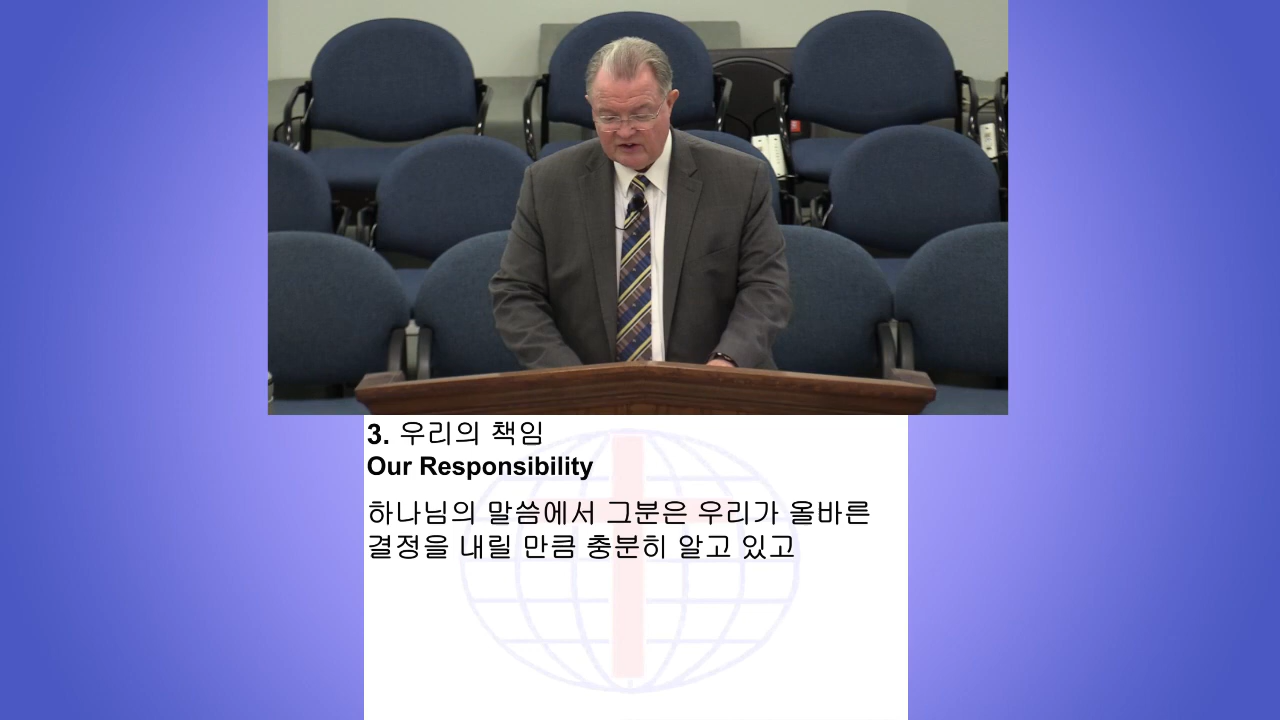 3. 우리의 책임
Our Responsibility
하나님의 말씀에서 그분은 우리가 올바른
결정을 내릴 만큼 충분히 알고 있고